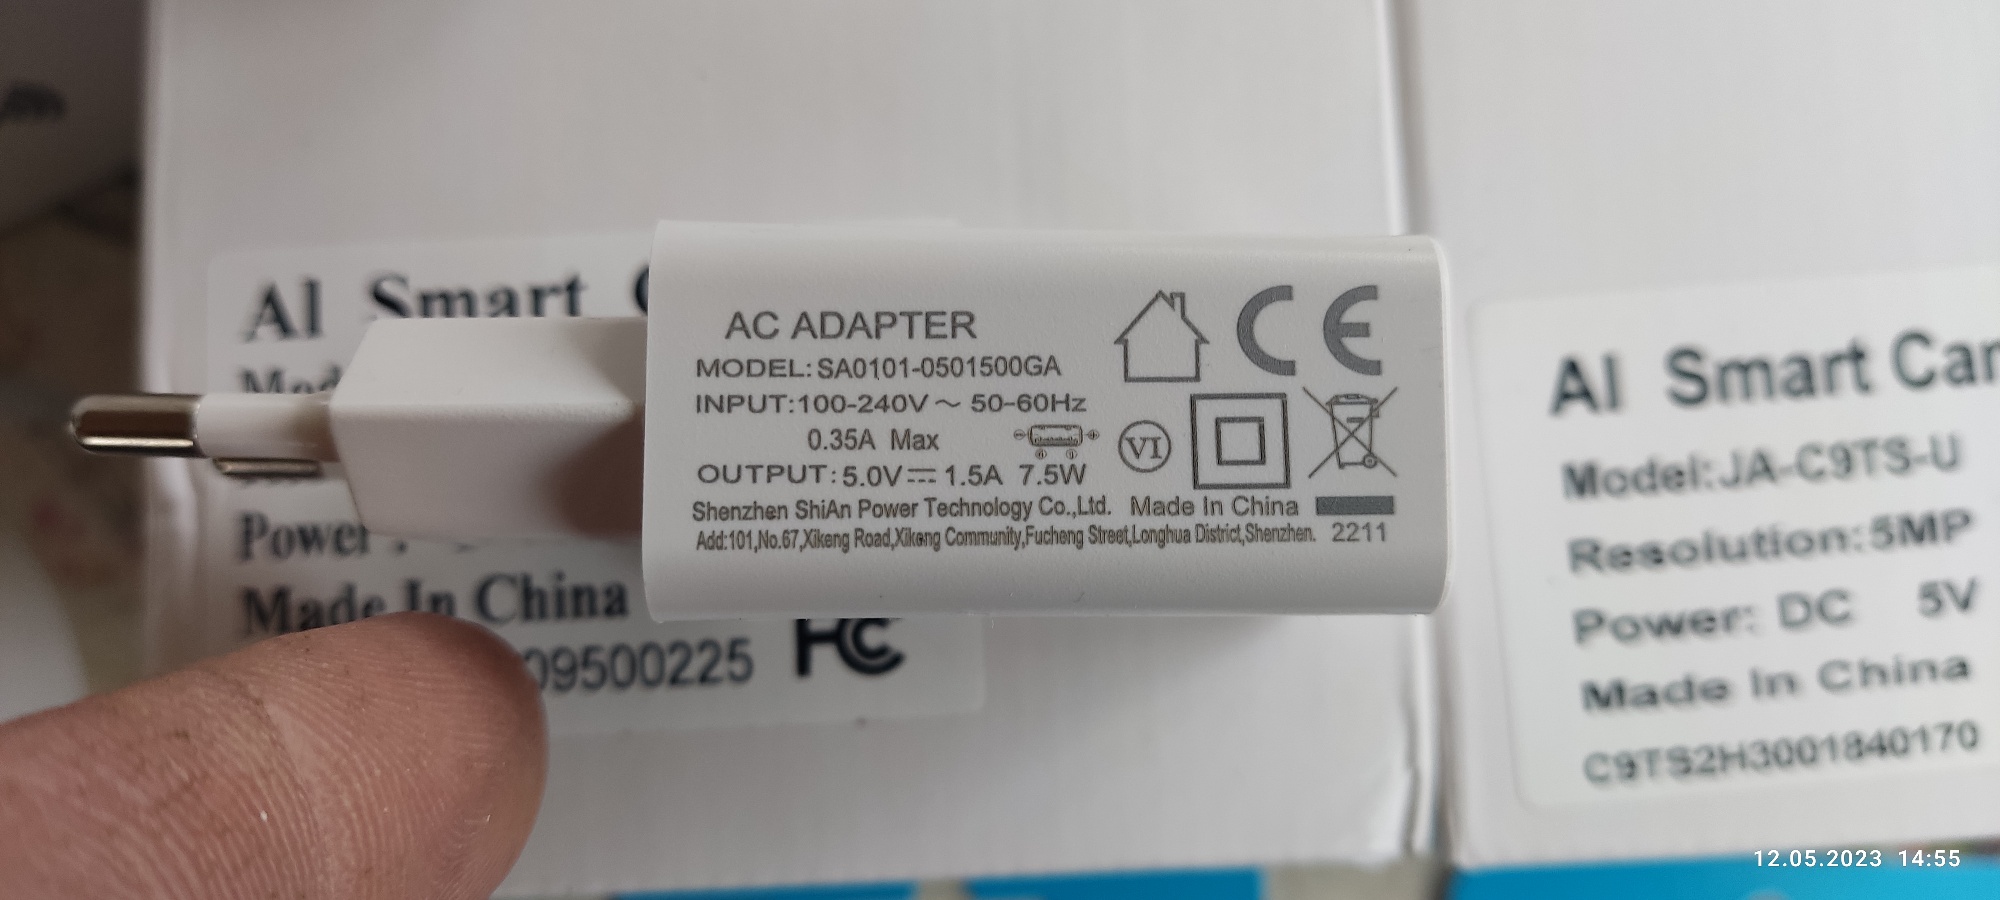 AC ADAPTER
MODEL:SA0101-0501500GA
INPUT:100-240V~ 50-60Hz
0.35A Max
OUTPUT:5.0V⎓1.5A 7.5W
VI
CE
Shenzhen ShiAn Power Technology Co.,Ltd. Made In China
Add:101,No.67,Xikeng Road,Xikeng Community,Fucheng Street,Longhua District,Shenzhen. 2211
AI Smart
Power
Made In China
09500225 FC
AI Smart Cam
Model:JA-C9TS-U
Resolution:5MP
Power: DC 5V
Made In China
C9TS2H3001840170
12.05.2023 14:55